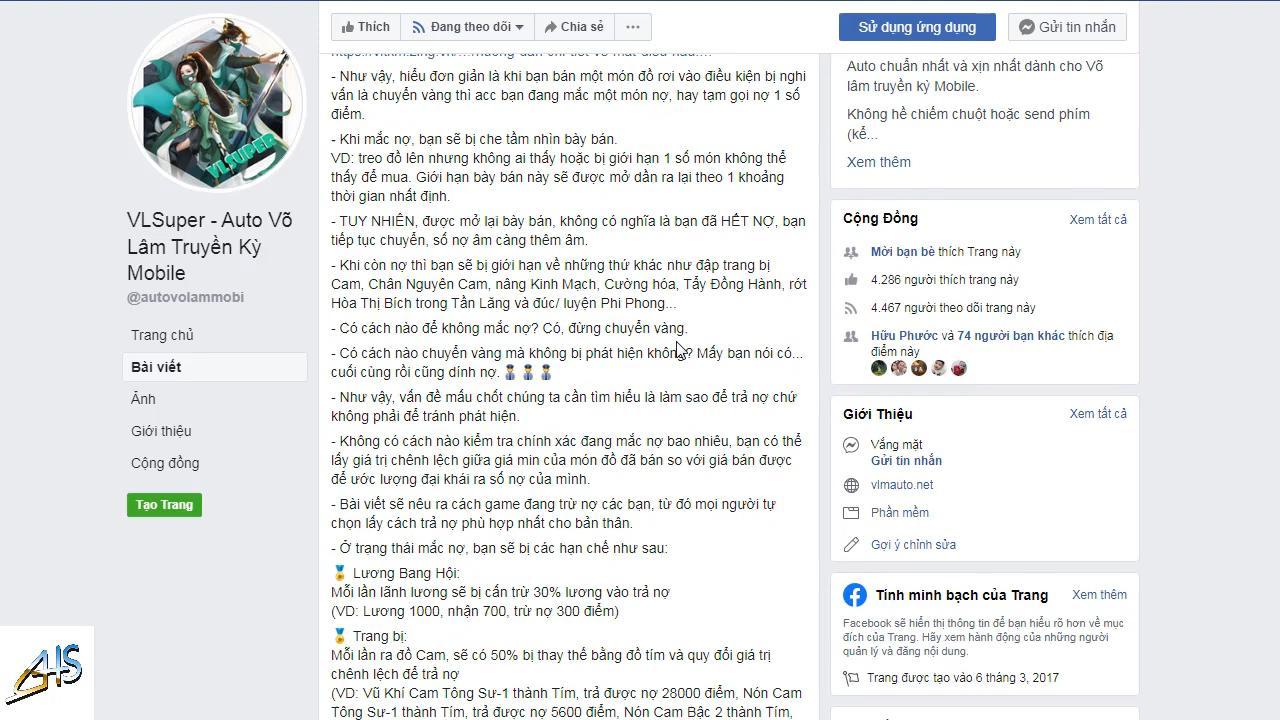 Thích
Đang theo dõi
Chia sẻ
Sử dụng ứng dụng
Gửi tin nhắn
VLSUPER
VLSuper - Auto Võ
Lâm Truyền Kỳ
Mobile
@autovolammobi
Trang chủ
Bài viết
Ảnh
Giới thiệu
Cộng đồng
Tạo Trang
- Như vậy, hiểu đơn giản là khi bạn bán một món đồ rơi vào điều kiện bị nghi
vấn là chuyển vàng thì acc bạn đang mắc một món nợ, hay tạm gọi nợ 1 số
điểm.
- Khi mắc nợ, bạn sẽ bị che tầm nhìn bày bán.
VD: treo đồ lên nhưng không ai thấy hoặc bị giới hạn 1 số món không thể
thấy để mua. Giới hạn bày bán này sẽ được mở dần ra lại theo 1 khoảng
thời gian nhất định.
- TUY NHIÊN, được mở lại bày bán, không có nghĩa là bạn đã HẾT NỢ, bạn
tiếp tục chuyển, số nợ âm càng thêm âm.
- Khi còn nợ thì bạn sẽ bị giới hạn về những thứ khác như đập trang bị
Cam, Chân Nguyên Cam, nâng Kinh Mạch, Cường hóa, Tẩy Đồng Hành, rớt
Hòa Thị Bích trong Tần Lăng và đúc/ luyện Phi Phong...
- Có cách nào để không mắc nợ? Có, đừng chuyển vàng.
- Có cách nào chuyển vàng mà không bị phát hiện không? Mấy bạn nói có...
cuối cùng rồi cũng dính nợ.
- Như vậy, vấn đề mấu chốt chúng ta cần tìm hiểu là làm sao để trả nợ chứ
không phải để tránh phát hiện.
- Không có cách nào kiểm tra chính xác đang mắc nợ bao nhiêu, bạn có thể
lấy giá trị chênh lệch giữa giá min của món đồ đã bán so với giá bán được
để ước lượng đại khái ra số nợ của mình.
- Bài viết sẽ nêu ra cách game đang trừ nợ các bạn, từ đó mọi người tự
chọn lấy cách trả nợ phù hợp nhất cho bản thân.
- Ở trạng thái mắc nợ, bạn sẽ bị các hạn chế như sau:
Lương Bang Hội:
Mỗi lần lãnh lương sẽ bị cấn trừ 30% lương vào trả nợ
(VD: Lương 1000, nhận 700, trừ nợ 300 điểm)
Trang bị:
Mỗi lần ra đồ Cam, sẽ có 50% bị thay thế bằng đồ tím và quy đổi giá trị
chênh lệch để trả nợ
(VD: Vũ Khí Cam Tông Sư-1 thành Tím, trả được nợ 28000 điểm, Nón Cam
Tông Sư-1 thành Tím, trả được nợ 5600 điểm, Nón Cam Bậc 2 thành Tím,
Auto chuẩn nhất và xịn nhất dành cho Võ
lâm truyền kỳ Mobile.
Không hề chiếm chuột hoặc send phím
(kể...
Xem thêm
Cộng Đồng
Xem tất cả
Mời bạn bè thích Trang này
4.286 người thích trang này
4.467 người theo dõi trang này
Hữu Phước và 74 người bạn khác thích địa
điểm này
Giới Thiệu
Xem tất cả
Vắng mặt
Gửi tin nhắn
vlmauto.net
Phần mềm
Gợi ý chỉnh sửa
Tính minh bạch của Trang
Xem thêm
Facebook sẽ hiển thị thông tin để bạn hiểu rõ hơn về mục
đích của Trang. Hãy xem hành động của những người
quản lý và đăng nội dung.
Trang được tạo vào 6 tháng 3, 2017
AHS